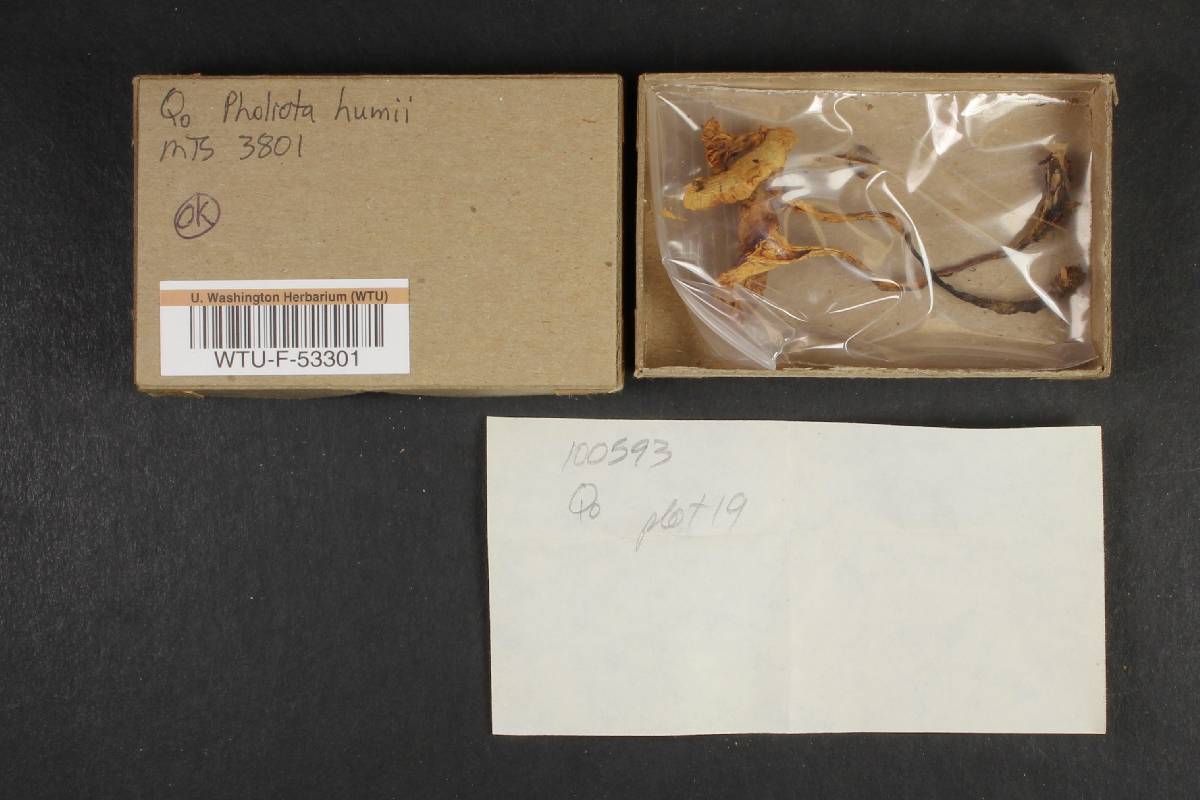 Qo Pholiota humii
MTS 3801
OK
U. Washington Herbarium (WTU)
WTU-F-53301
100593
Qo plot 19